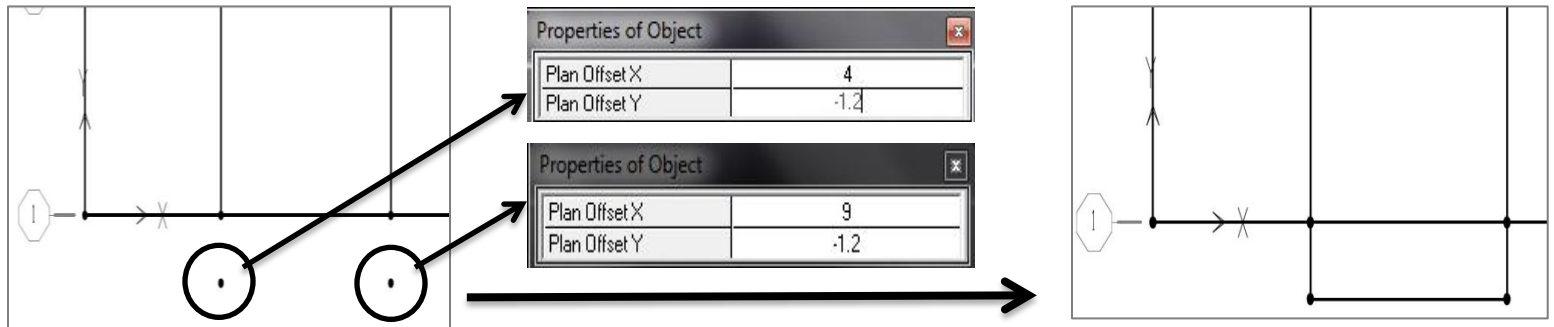 Y
1
X
Properties of Object x
Plan Offset X 4
Plan Offset Y -1.2
Properties of Object x
Plan Offset X 9
Plan Offset Y -1.2
Y
1
X